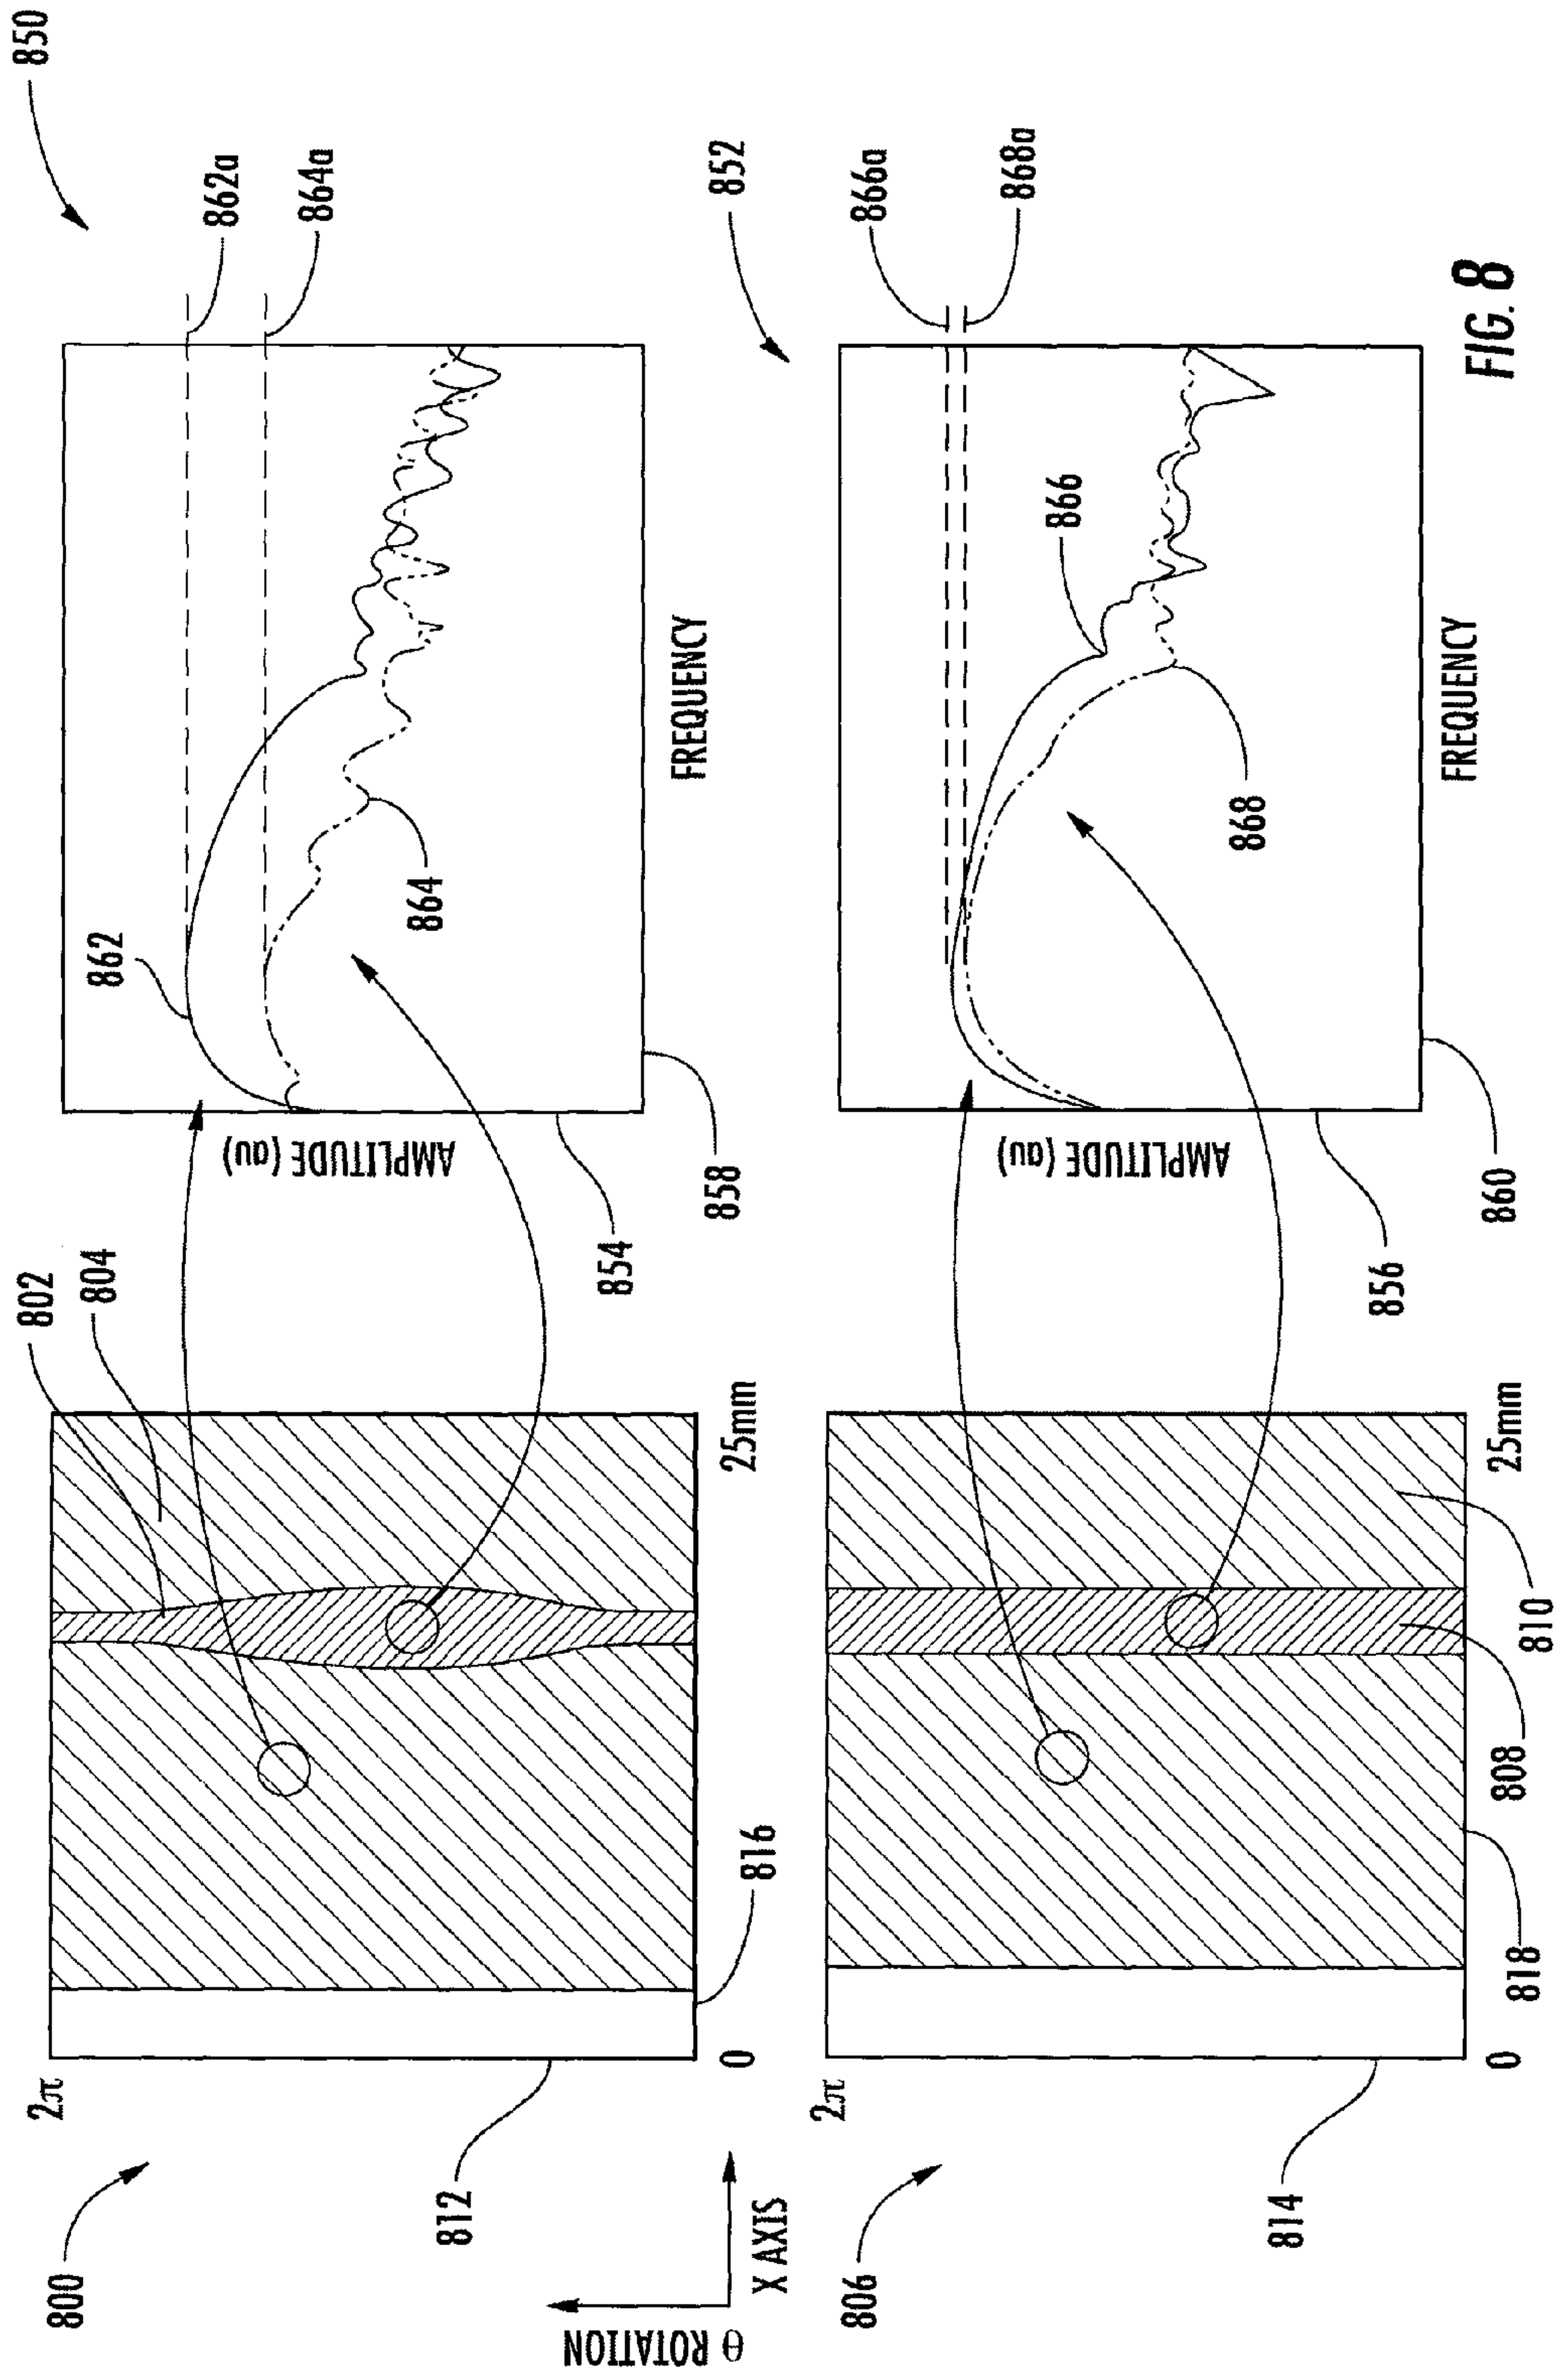 800
2π
802
804
812
816
0
25mm
θ ROTATION
X AXIS
850
862
862a
864
864a
AMPLITUDE (au)
854
858
FREQUENCY
806
2π
814
818
0
808
810
25mm
852
866a
868a
866
868
AMPLITUDE (au)
856
860
FREQUENCY
FIG. 8